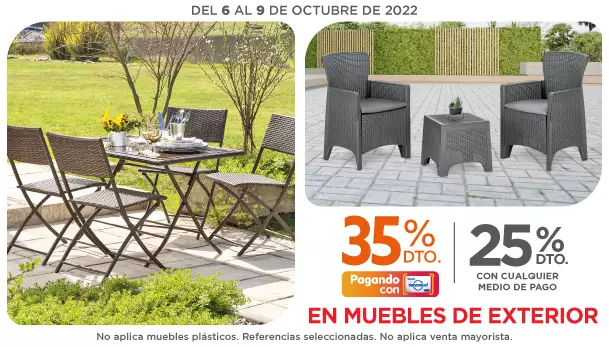 DEL 6 AL 9 DE OCTUBRE DE 2022
35% DTO.
Pagando con
25% DTO.
CON CUALQUIER
MEDIO DE PAGO
EN MUEBLES DE EXTERIOR
No aplica muebles plásticos. Referencias seleccionadas. No aplica venta mayorista.